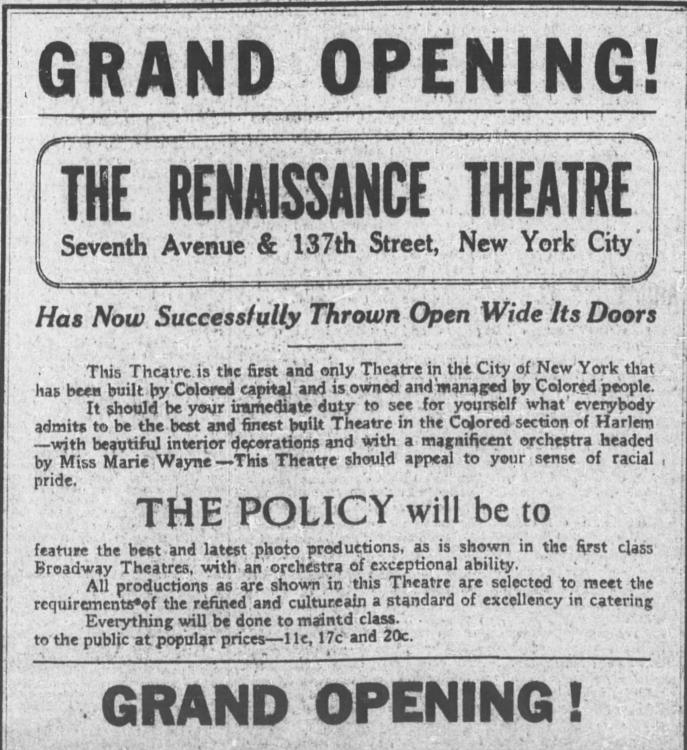 GRAND OPENING!
THE RENAISSANCE THEATRE
Seventh Avenue & 137th Street, New York City
Has Now Successfully Thrown Open Wide Its Doors
This Theatre is the first and only Theatre in the City of New York that
has been built by Colored capital and is owned and managed by Colored people.
It should be your immediate duty to see for yourself what everybody
admits to be the best and finest built Theatre in the Colored section of Harlem
—with beautiful interior decorations and with a magnificent orchestra headed
by Miss Marie Wayne—This Theatre should appeal to your sense of racial
pride.
THE POLICY will be to
feature the best and latest photo productions, as is shown in the first class
Broadway Theatres, with an orchestra of exceptional ability.
All productions as are shown in this Theatre are selected to meet the
requirements of the refined and cultureain a standard of excellency in catering
Everything will be done to maintd class.
to the public at popular prices—11c, 17c and 20c.
GRAND OPENING!